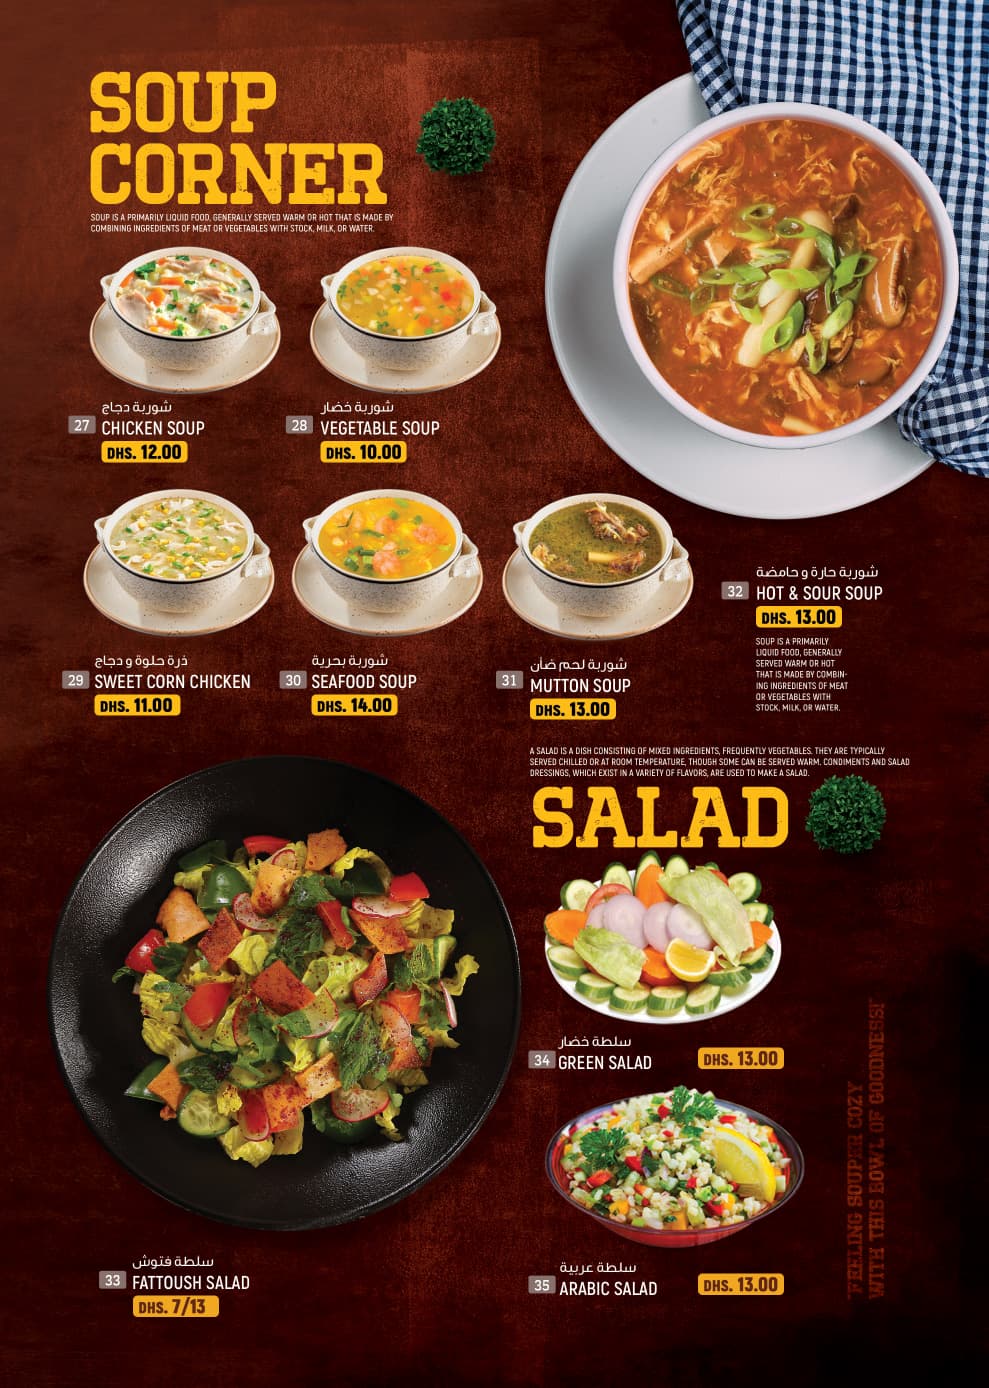 SOUP
CORNER
SOUP IS A PRIMARILY LIQUID FOOD, GENERALLY SERVED WARM OR HOT THAT IS MADE BY
COMBINING INGREDIENTS OF MEAT OR VEGETABLES WITH STOCK, MILK, OR WATER.
شوربة دجاج
27 CHICKEN SOUP
DHS. 12.00
شوربة خضار
28 VEGETABLE SOUP
DHS. 10.00
ذرة حلوة و دجاج
29 SWEET CORN CHICKEN
DHS. 11.00
شوربة بحرية
30 SEAFOOD SOUP
DHS. 14.00
شوربة لحم ضأن
31 MUTTON SOUP
DHS. 13.00
شوربة حارة و حامضة
32 HOT & SOUR SOUP
DHS. 13.00
SOUP IS A PRIMARILY
LIQUID FOOD, GENERALLY
SERVED WARM OR HOT
THAT IS MADE BY COMBIN-
ING INGREDIENTS OF MEAT
OR VEGETABLES WITH
STOCK, MILK, OR WATER.
A SALAD IS A DISH CONSISTING OF MIXED INGREDIENTS, FREQUENTLY VEGETABLES. THEY ARE TYPICALLY
SERVED CHILLED OR AT ROOM TEMPERATURE, THOUGH SOME CAN BE SERVED WARM. CONDIMENTS AND SALAD
DRESSINGS, WHICH EXIST IN A VARIETY OF FLAVORS, ARE USED TO MAKE A SALAD.
SALAD
سلطة فتوش
33 FATTOUSH SALAD
DHS. 7/13
سلطة خضار
34 GREEN SALAD
DHS. 13.00
سلطة عربية
35 ARABIC SALAD
DHS. 13.00
"FEELING SOUPER COZY
WITH THIS BOWL OF GOODNESS!"